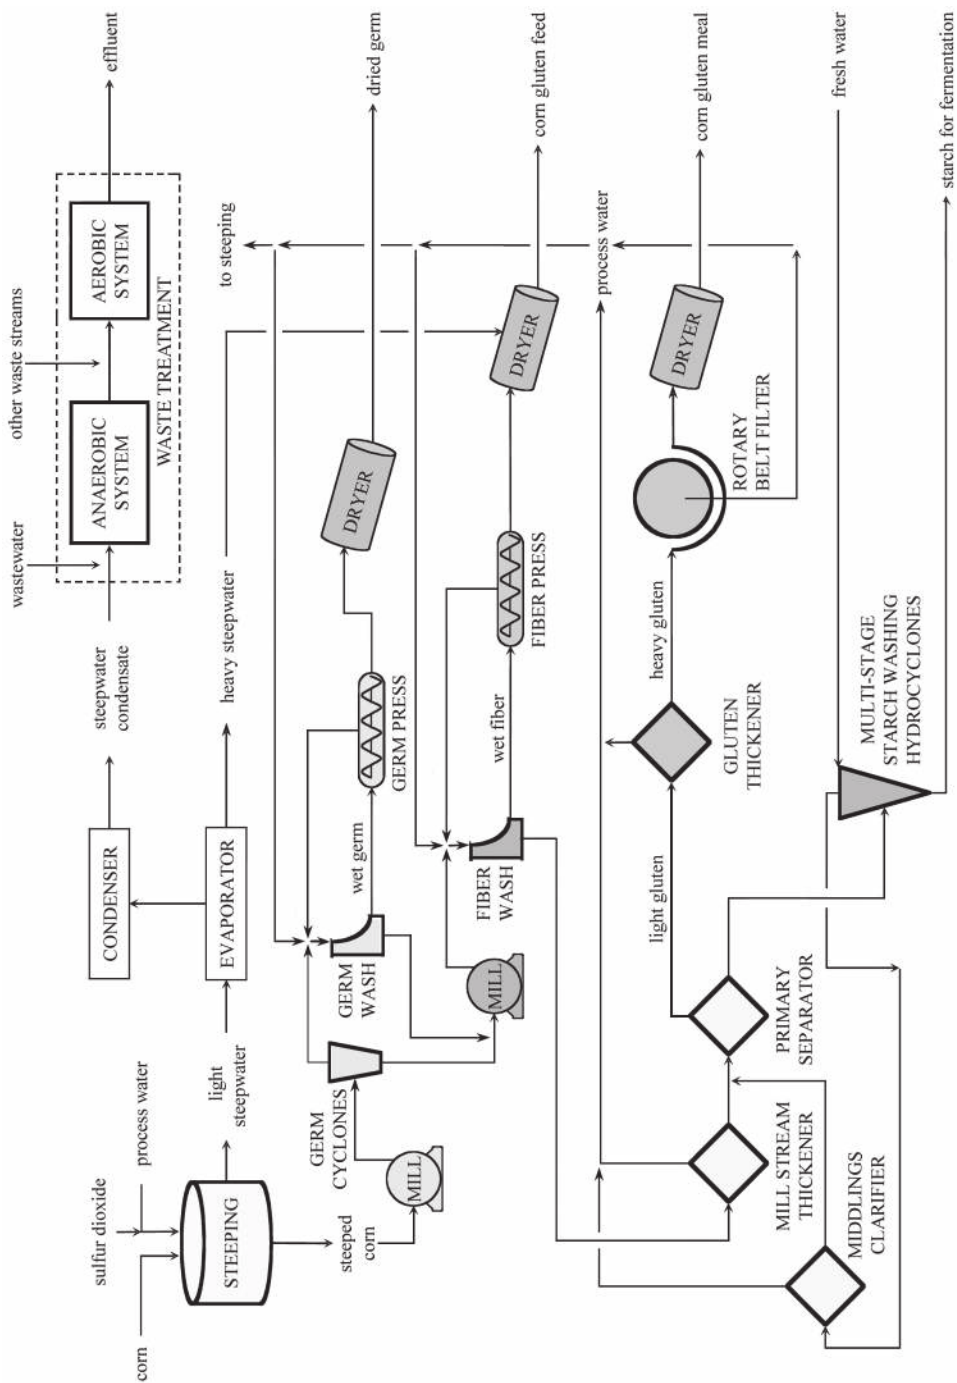 corn
sulfur dioxide
process water
STEEPING
light
steepwater
EVAPORATOR
CONDENSER
steepwater
condensate
heavy steepwater
wastewater
other waste streams
ANAEROBIC
SYSTEM
AEROBIC
SYSTEM
WASTE TREATMENT
effluent
steeped
corn
MILL
GERM
CYCLONES
GERM
WASH
wet germ
GERM PRESS
DRYER
dried germ
to steeping
MILL
FIBER
WASH
wet fiber
FIBER PRESS
DRYER
corn gluten feed
process water
MILL STREAM
THICKENER
PRIMARY
SEPARATOR
light gluten
GLUTEN
THICKENER
heavy gluten
ROTARY
BELT FILTER
DRYER
corn gluten meal
MIDDLINGS
CLARIFIER
MULTI-STAGE
STARCH WASHING
HYDROCYCLONES
fresh water
starch for fermentation